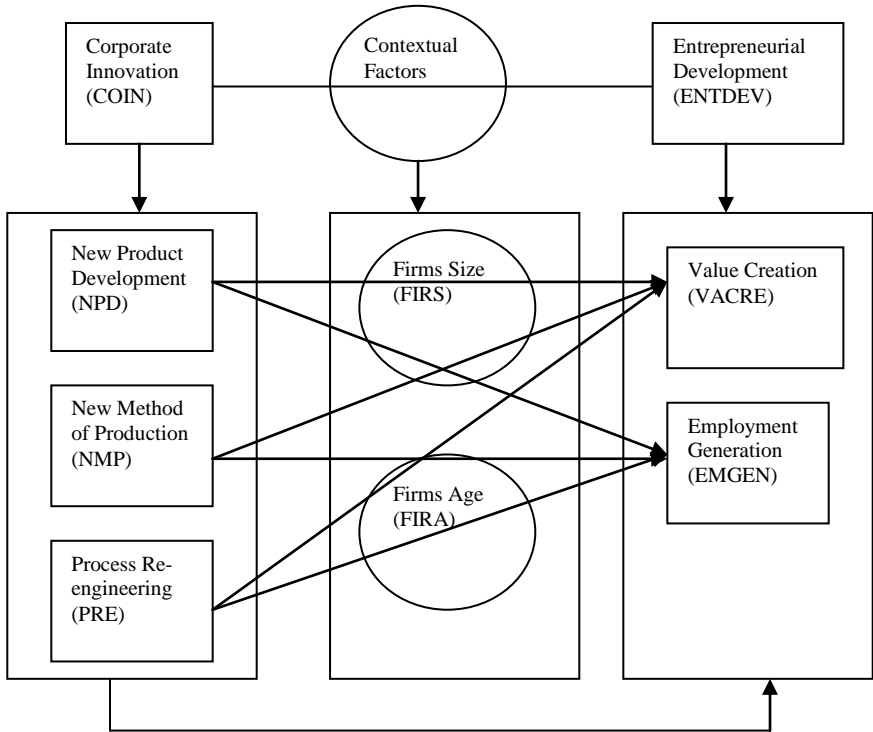 Corporate
Innovation
(COIN)
Contextual
Factors
Entrepreneurial
Development
(ENTDEV)
New Product
Development
(NPD)
Firms Size
(FIRS)
Value Creation
(VACRE)
New Method
of Production
(NMP)
Employment
Generation
(EMGEN)
Firms Age
(FIRA)
Process Re-
engineering
(PRE)